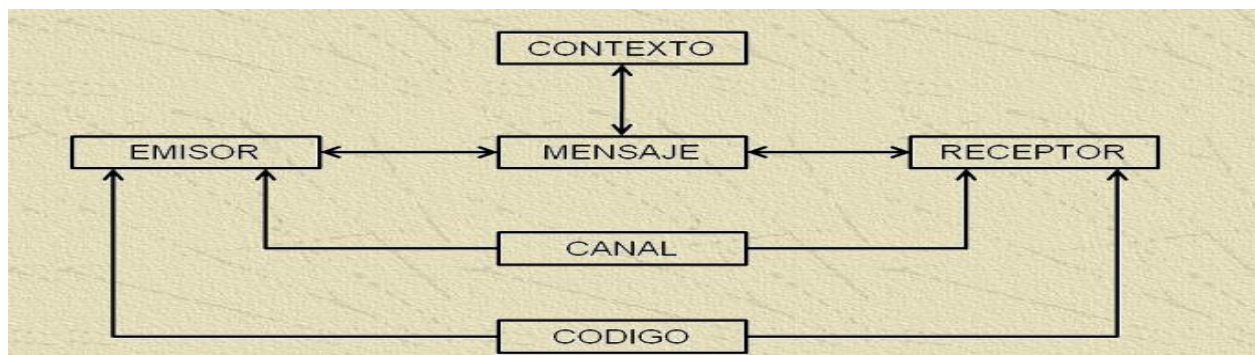 CONTEXTO
EMISOR MENSAJE RECEPTOR
CANAL
CODIGO